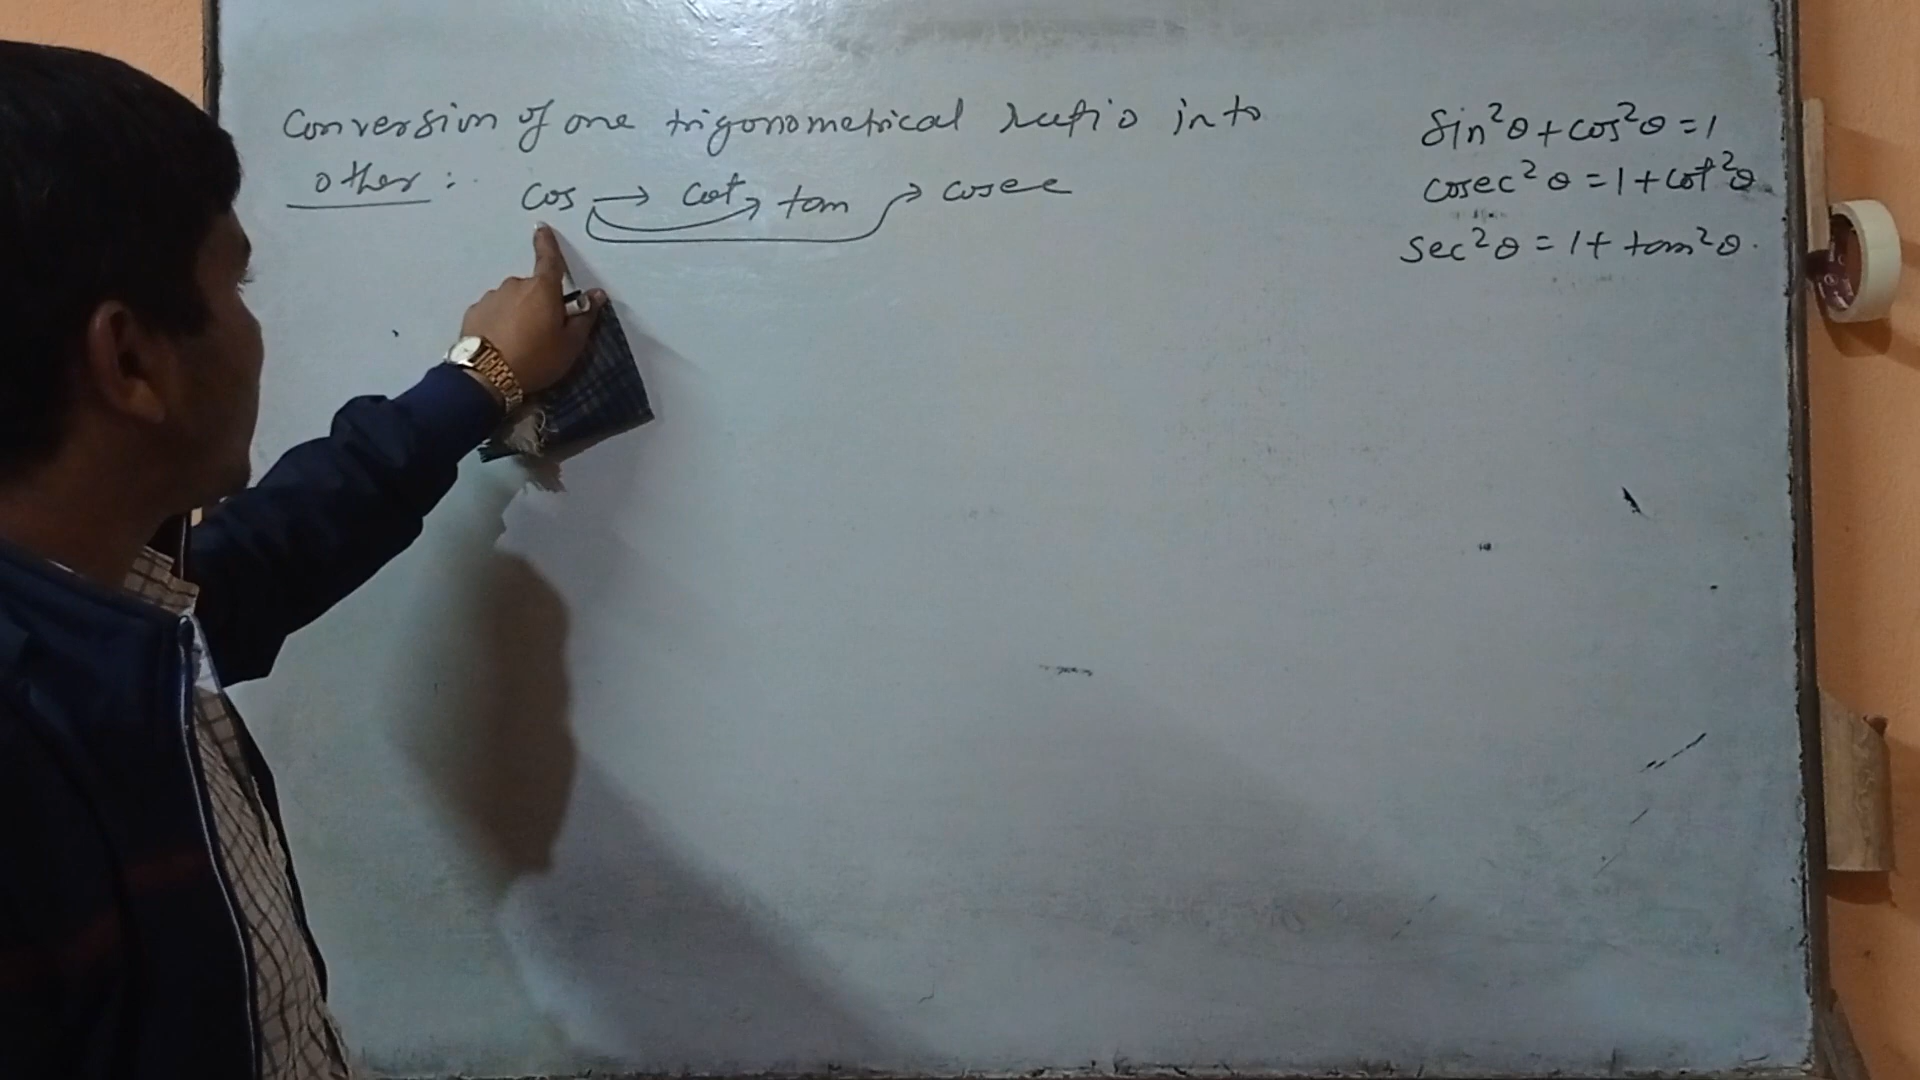 Conversion of one trigonometrical ratio into
other :
cos → cot, tan → cosec
sin²θ + cos²θ = 1
cosec²θ = 1 + cot²θ
sec²θ = 1 + tan²θ.